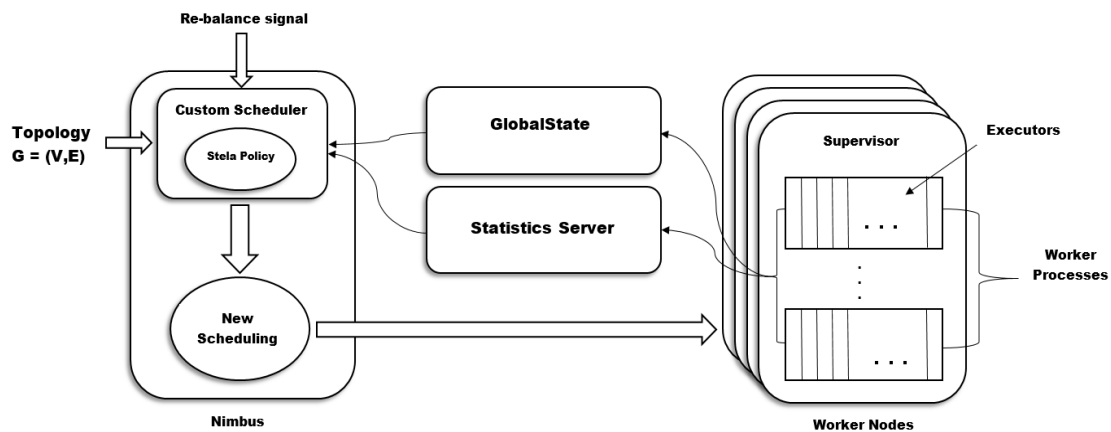 Re-balance signal
Custom Scheduler
Stela Policy
Topology
G = (V,E)
New
Scheduling
Nimbus
GlobalState
Statistics Server
Supervisor
Executors
. . .
.
.
.
. . .
Worker
Processes
Worker Nodes